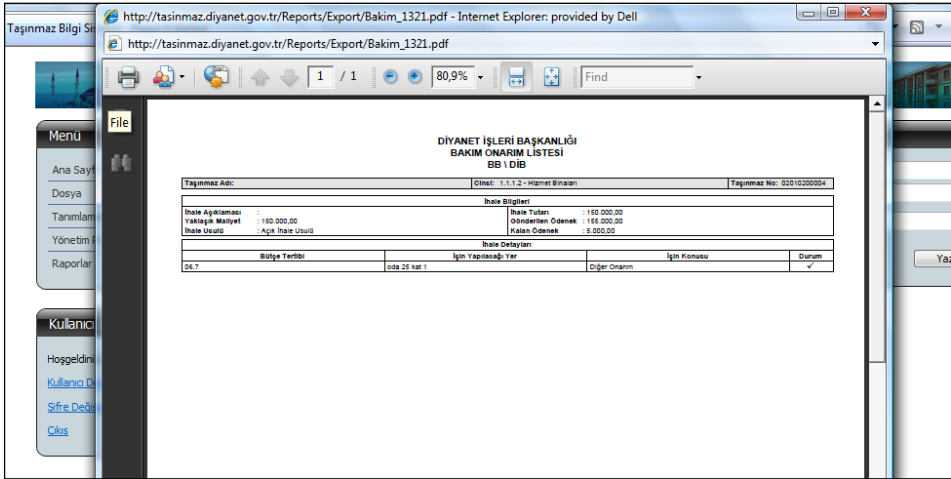 http://tasinmaz.diyanet.gov.tr/Reports/Export/Bakim_1321.pdf - Internet Explorer: provided by Dell
Taşınmaz Bilgi Si
http://tasinmaz.diyanet.gov.tr/Reports/Export/Bakim_1321.pdf
1 / 1 80,9% Find
File
Menü
Ana Sayf
Dosya
Tanımlam
Yönetim P
Raporlar
Yaz
Kullanıcı
Hoşgeldini
Kullanıcı D
Şifre Değiş
Çıkış
DİYANET İŞLERİ BAŞKANLIĞI
BAKIM ONARIM LİSTESİ
BB \ DİB
Taşınmaz Adı: Cinsi: 1.1.1.2 - Hizmet Binaları Taşınmaz No: 02010200004
İhale Bilgileri
İhale Açıklaması : İhale Tutarı : 150.000,00
Yaklaşık Maliyet : 150.000,00 Gönderilen Ödenek : 155.000,00
İhale Usulü : Açık İhale Usulü Kalan Ödenek : 5.000,00
İhale Detayları
Bütçe Tertibi İşin Yapılacağı Yer İşin Konusu Durum
06.7 oda 25 kat 1 Diğer Onarım ✓